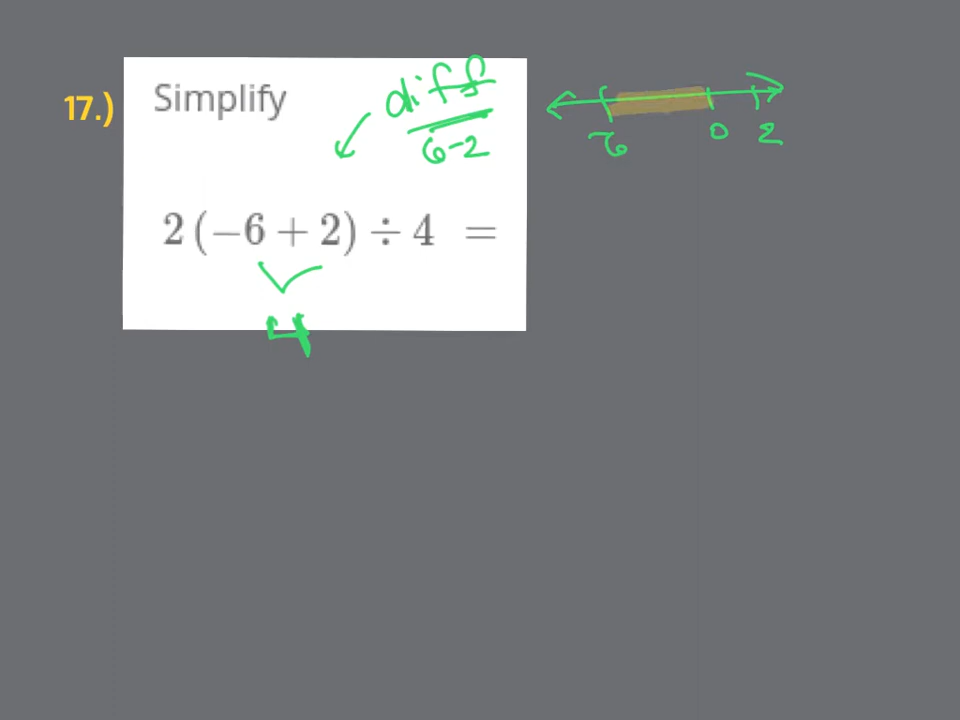 17.) Simplify
diff
6-2
-6 0 2
2(−6 + 2) ÷ 4 =
4